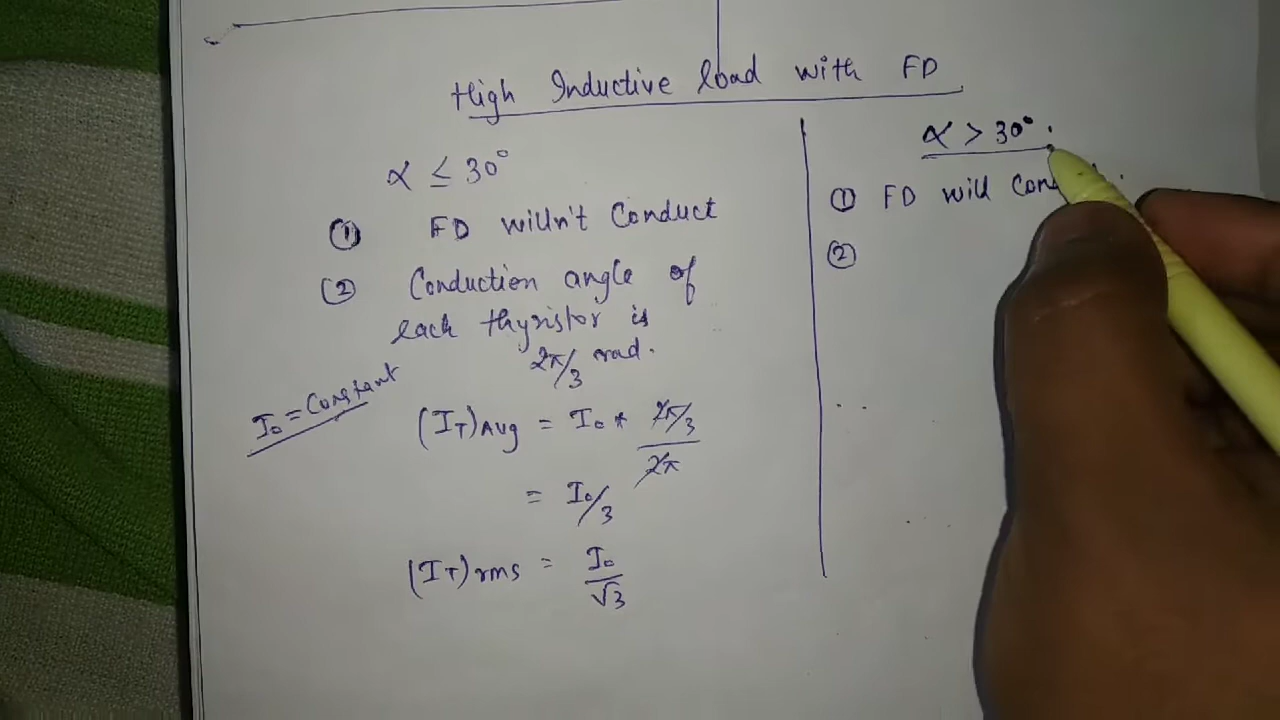 High Inductive load with FD
α ≤ 30°
① FD willn't Conduct
② Conduction angle of
each thyristor is
2π/3 rad.
I₀ = Constant
(I_T)Avg = I₀ * (2π/3)/(2π)
= I₀/3
(I_T)rms = I₀/√3
α > 30°.
① FD will
②